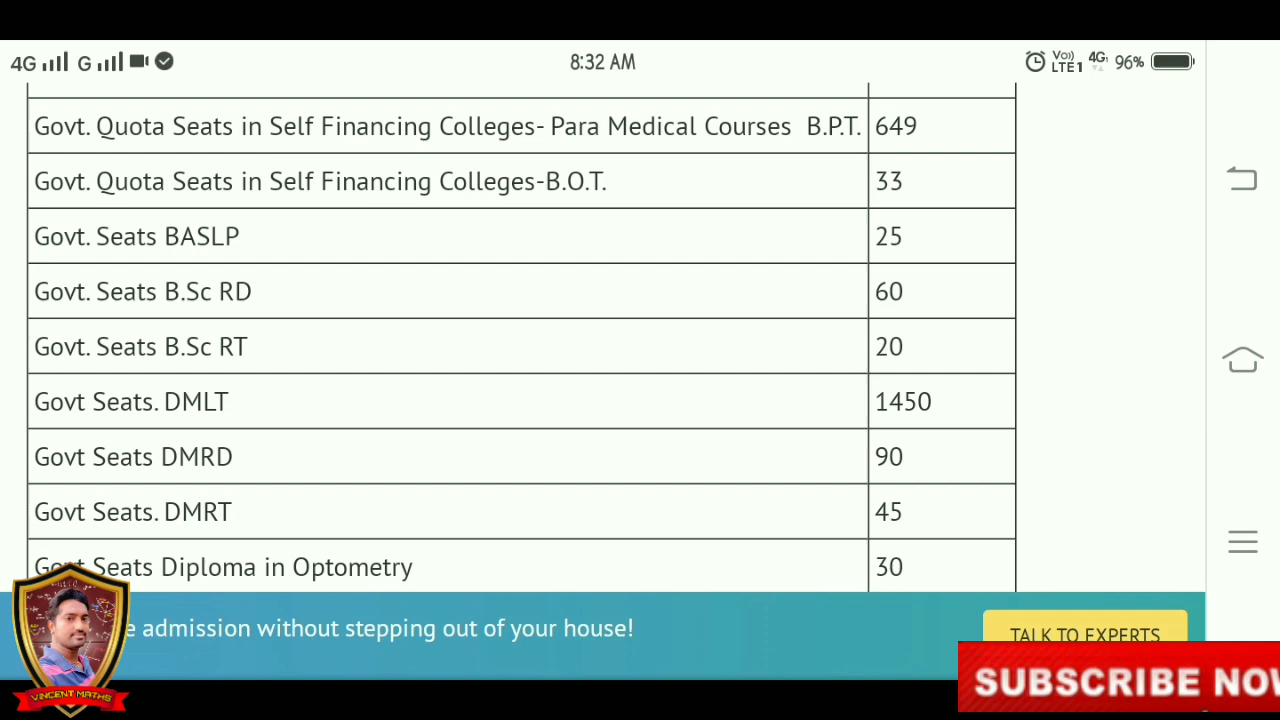 4G G 8:32 AM Vo)) LTE1 4G 96%
Govt. Quota Seats in Self Financing Colleges- Para Medical Courses B.P.T. 649
Govt. Quota Seats in Self Financing Colleges-B.O.T. 33
Govt. Seats BASLP 25
Govt. Seats B.Sc RD 60
Govt. Seats B.Sc RT 20
Govt Seats. DMLT 1450
Govt Seats DMRD 90
Govt Seats. DMRT 45
Govt Seats Diploma in Optometry 30
e admission without stepping out of your house!
TALK TO EXPERTS
VINCENT MATHS
SUBSCRIBE NOW